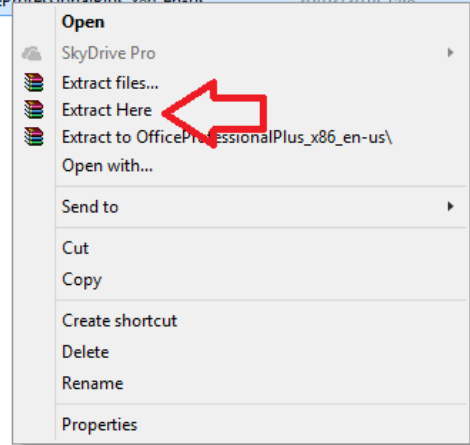 Open
SkyDrive Pro
Extract files...
Extract Here
Extract to OfficeProfessionalPlus_x86_en-us\
Open with...
Send to
Cut
Copy
Create shortcut
Delete
Rename
Properties